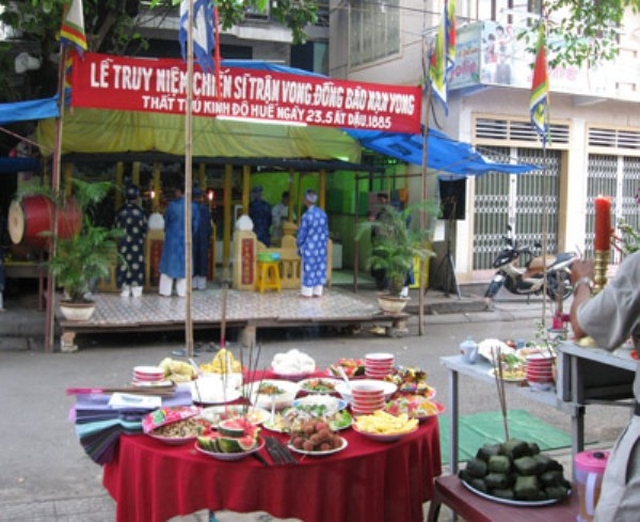 LỄ TRUY NIỆM CHIẾN SĨ TRẬN VONG ĐỒNG BÀO NẠN VONG
THẤT THỦ KINH ĐÔ HUẾ NGÀY 23.5 ẤT DẬU.1885